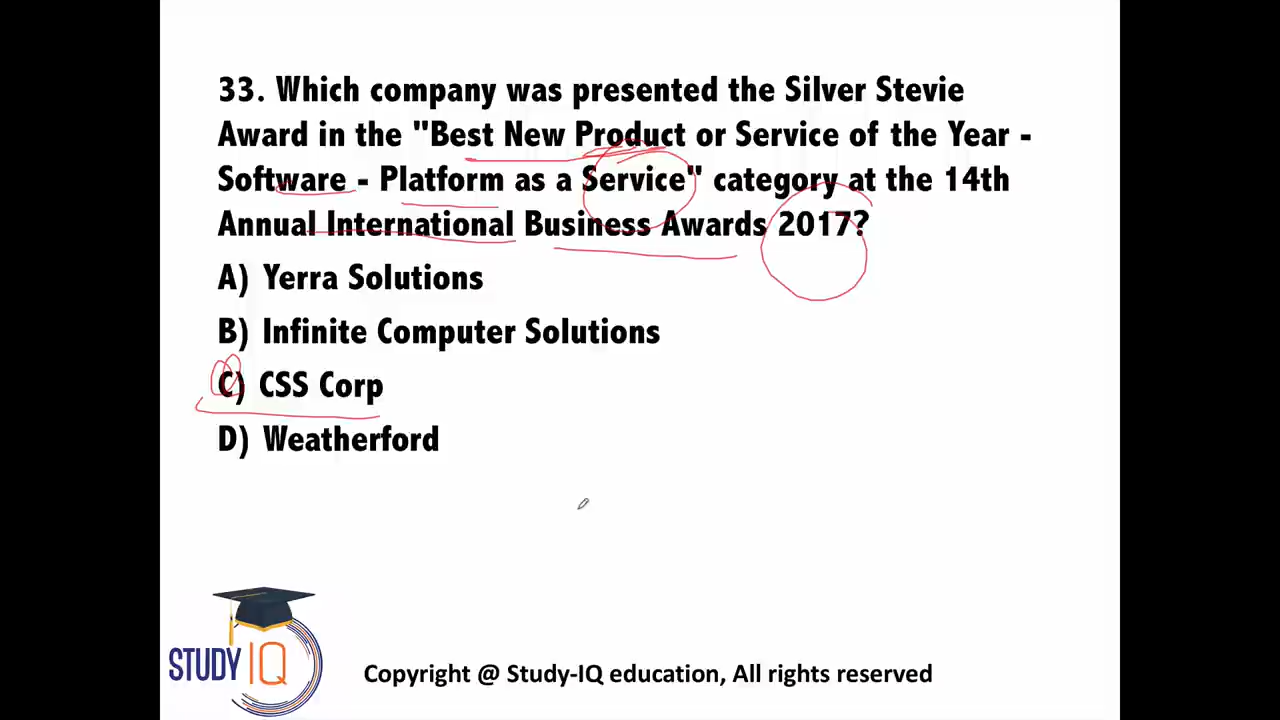 33. Which company was presented the Silver Stevie
Award in the "Best New Product or Service of the Year -
Software - Platform as a Service" category at the 14th
Annual International Business Awards 2017?
A) Yerra Solutions
B) Infinite Computer Solutions
C) CSS Corp
D) Weatherford
STUDY IQ
Copyright @ Study-IQ education, All rights reserved